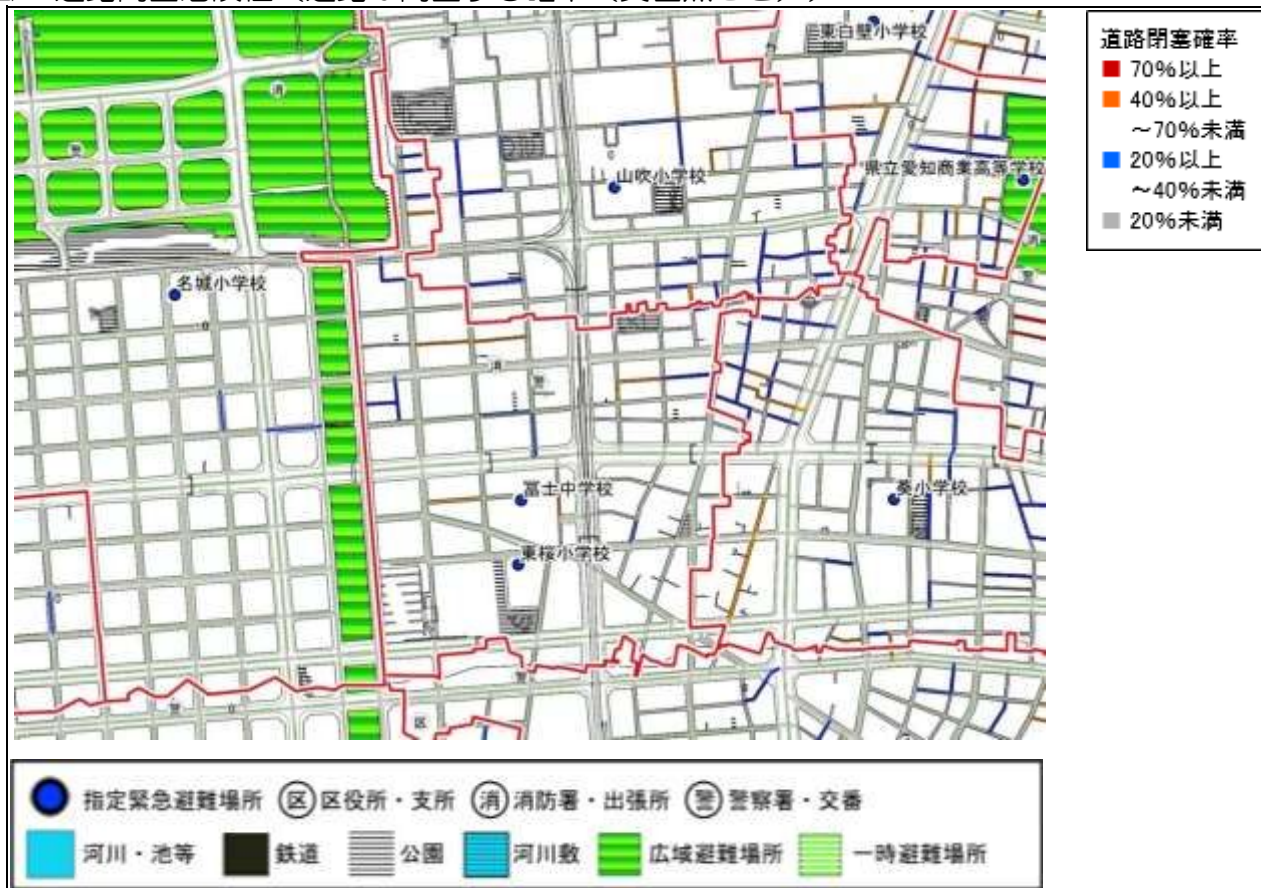 東白壁小学校
山吹小学校
県立愛知商業高等学校
名城小学校
冨士中学校
東桜小学校
葵小学校
区
消
道路閉塞確率
70%以上
40%以上
～70%未満
20%以上
～40%未満
20%未満
指定緊急避難場所 区 区役所・支所 消 消防署・出張所 警 警察署・交番
河川・池等 鉄道 公園 河川敷 広域避難場所 一時避難場所